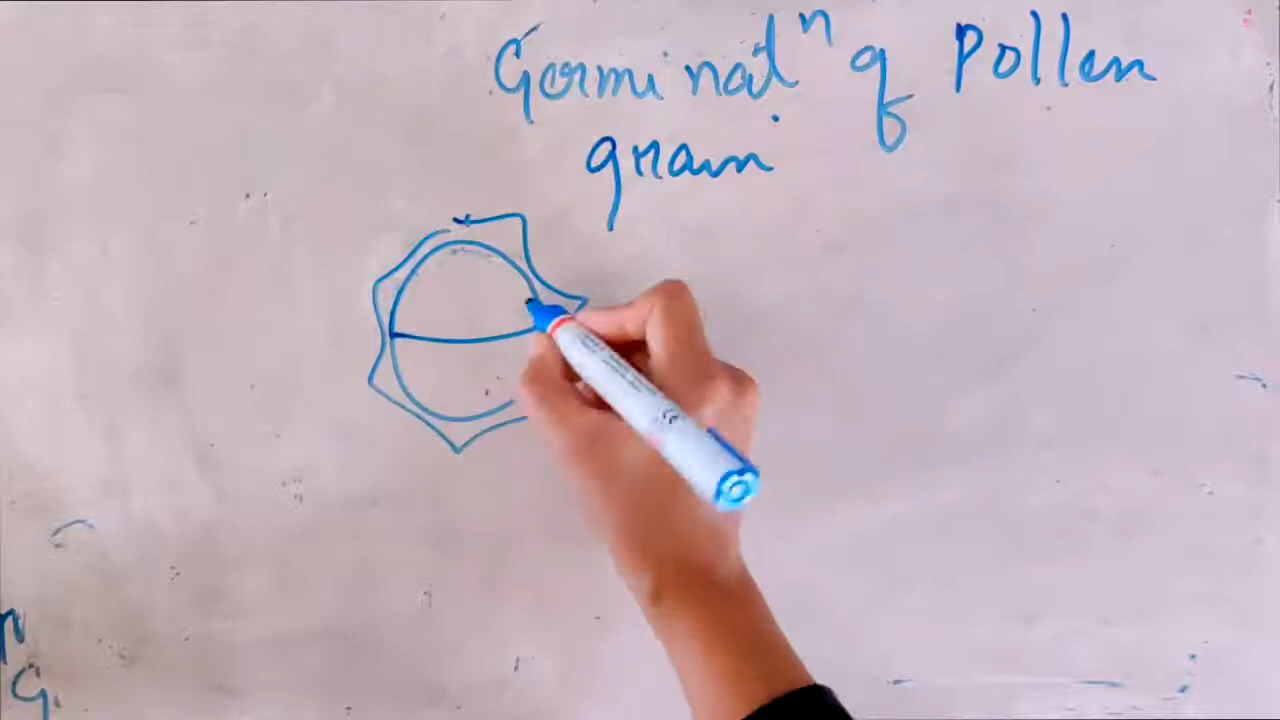 Germinatⁿ of Pollen
grain
n
G